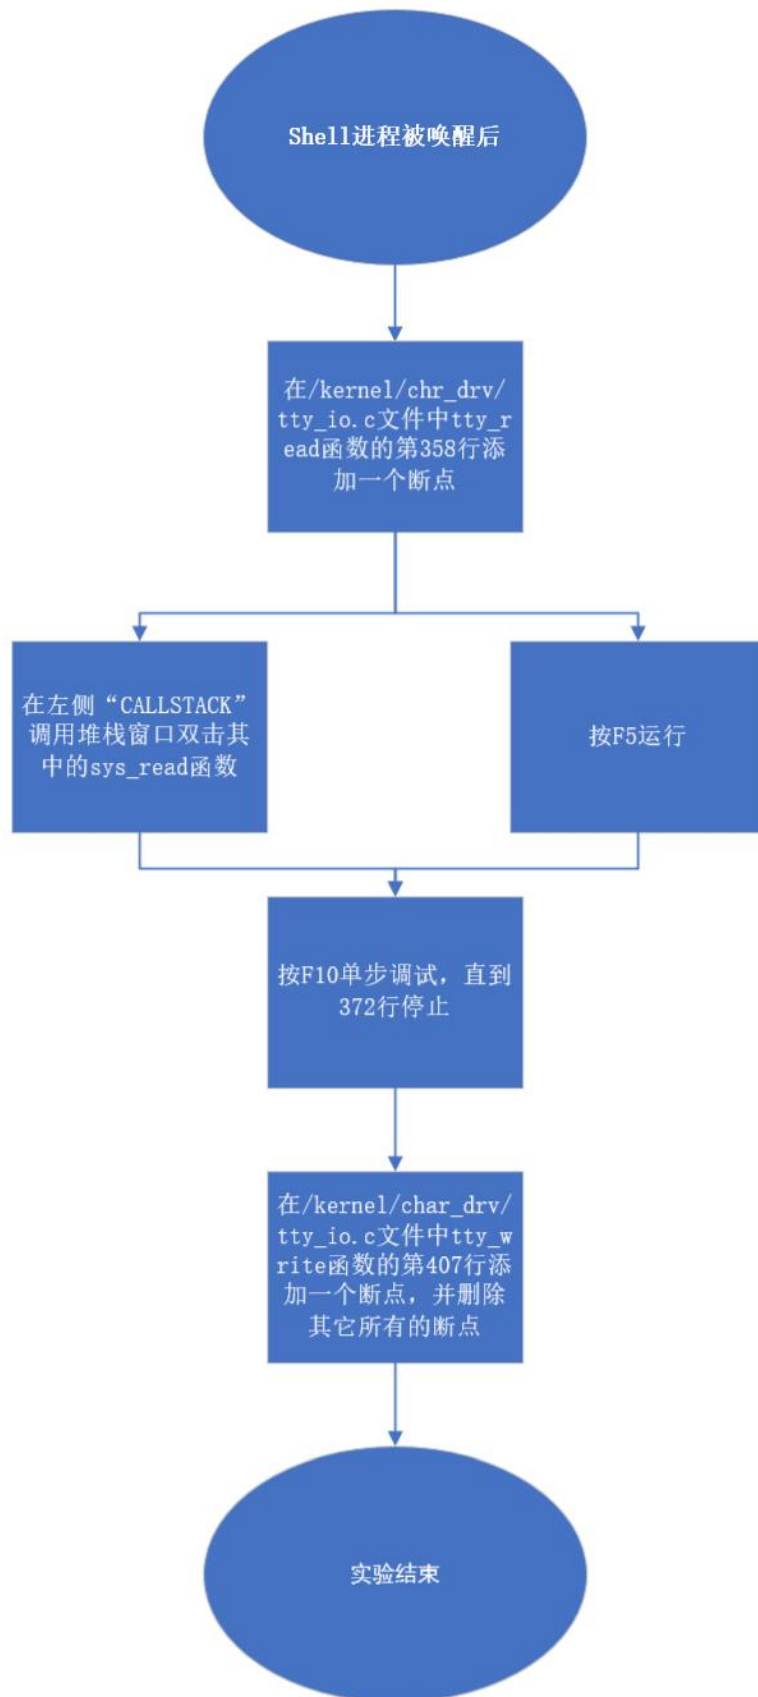 Shell进程被唤醒后
在/kernel/chr_drv/
tty_io.c文件中tty_r
ead函数的第358行添
加一个断点
在左侧“CALLSTACK”
调用堆栈窗口双击其
中的sys_read函数
按F5运行
按F10单步调试，直到
372行停止
在/kernel/char_drv/
tty_io.c文件中tty_w
rite函数的第407行添
加一个断点，并删除
其它所有的断点
实验结束